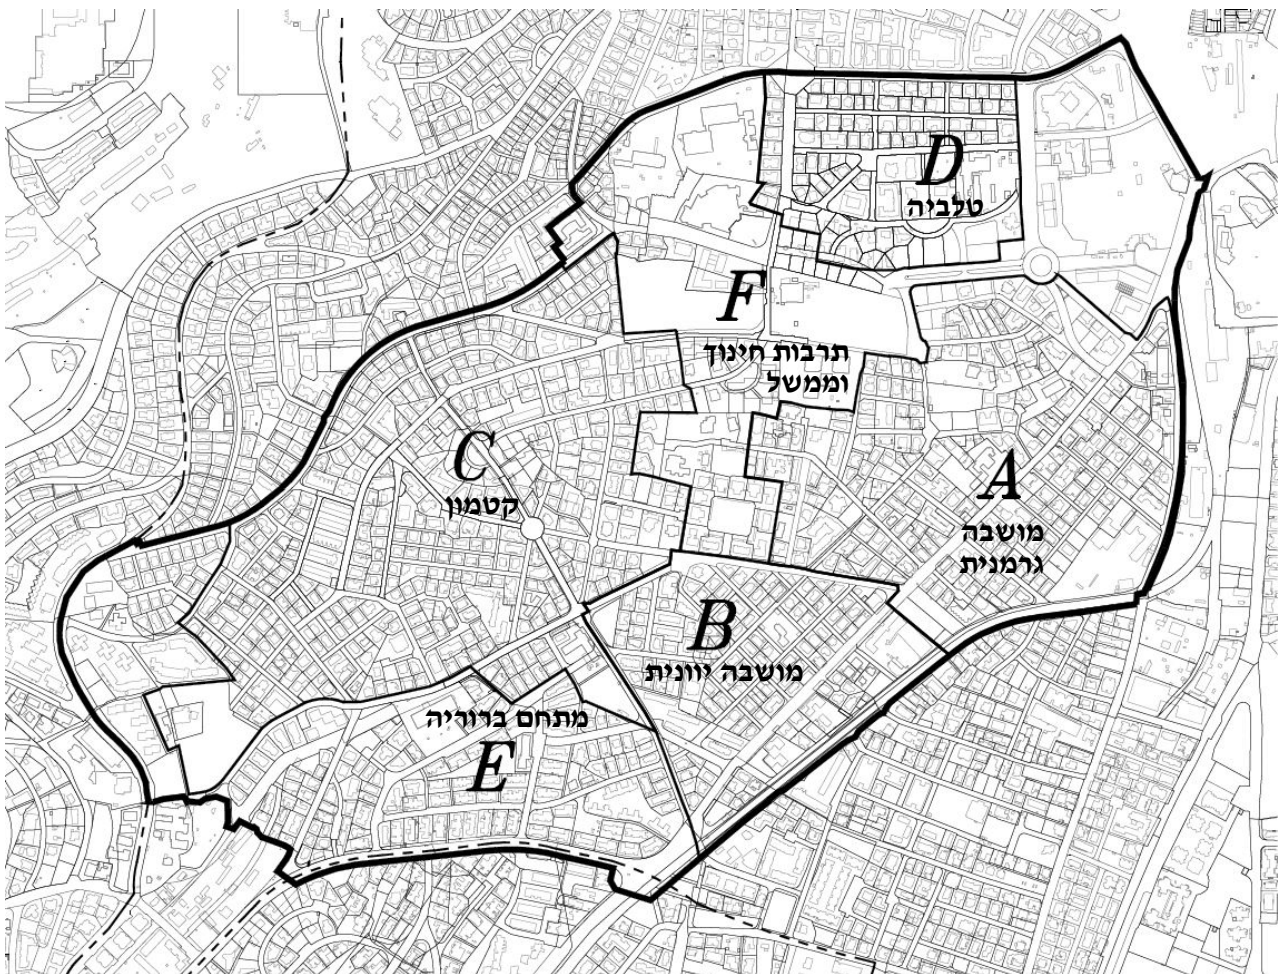 D
טלביה
F
תרבות חינוך
וממשל
C
קטמון
A
מושבה
גרמנית
B
מושבה יוונית
מתחם ברוריה
E